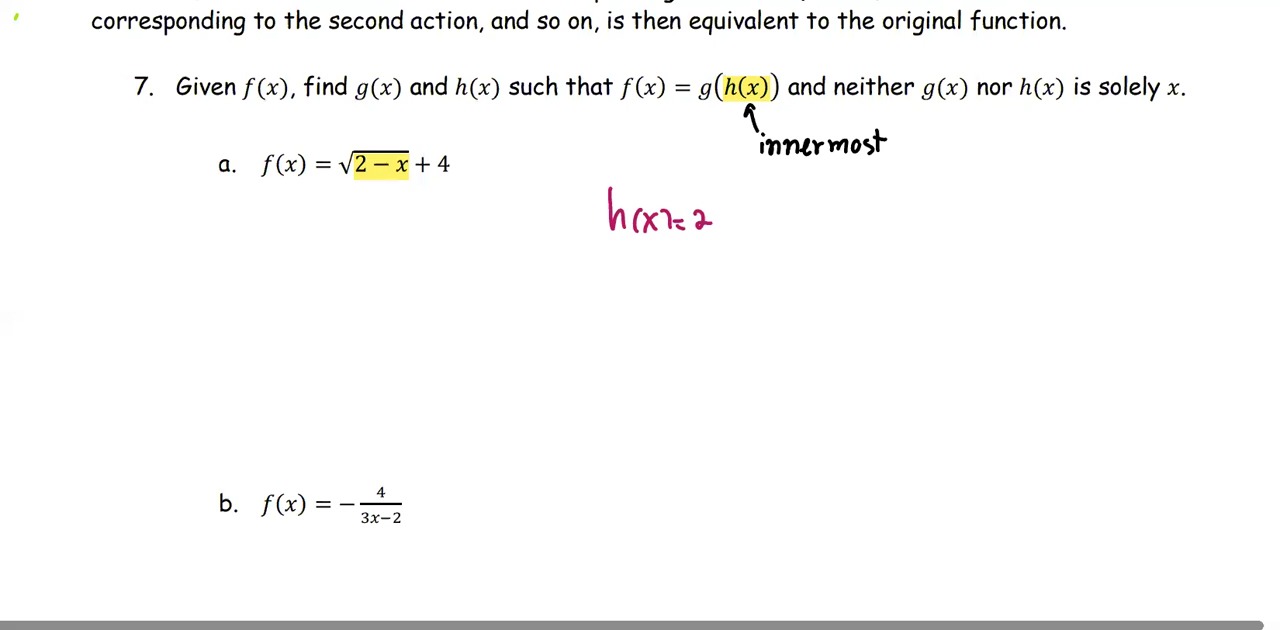 corresponding to the second action, and so on, is then equivalent to the original function.
7. Given f(x), find g(x) and h(x) such that f(x) = g(h(x)) and neither g(x) nor h(x) is solely x.
innermost
a. f(x) = √2 − x + 4
h(x) = 2
b. f(x) = − 4/3x−2